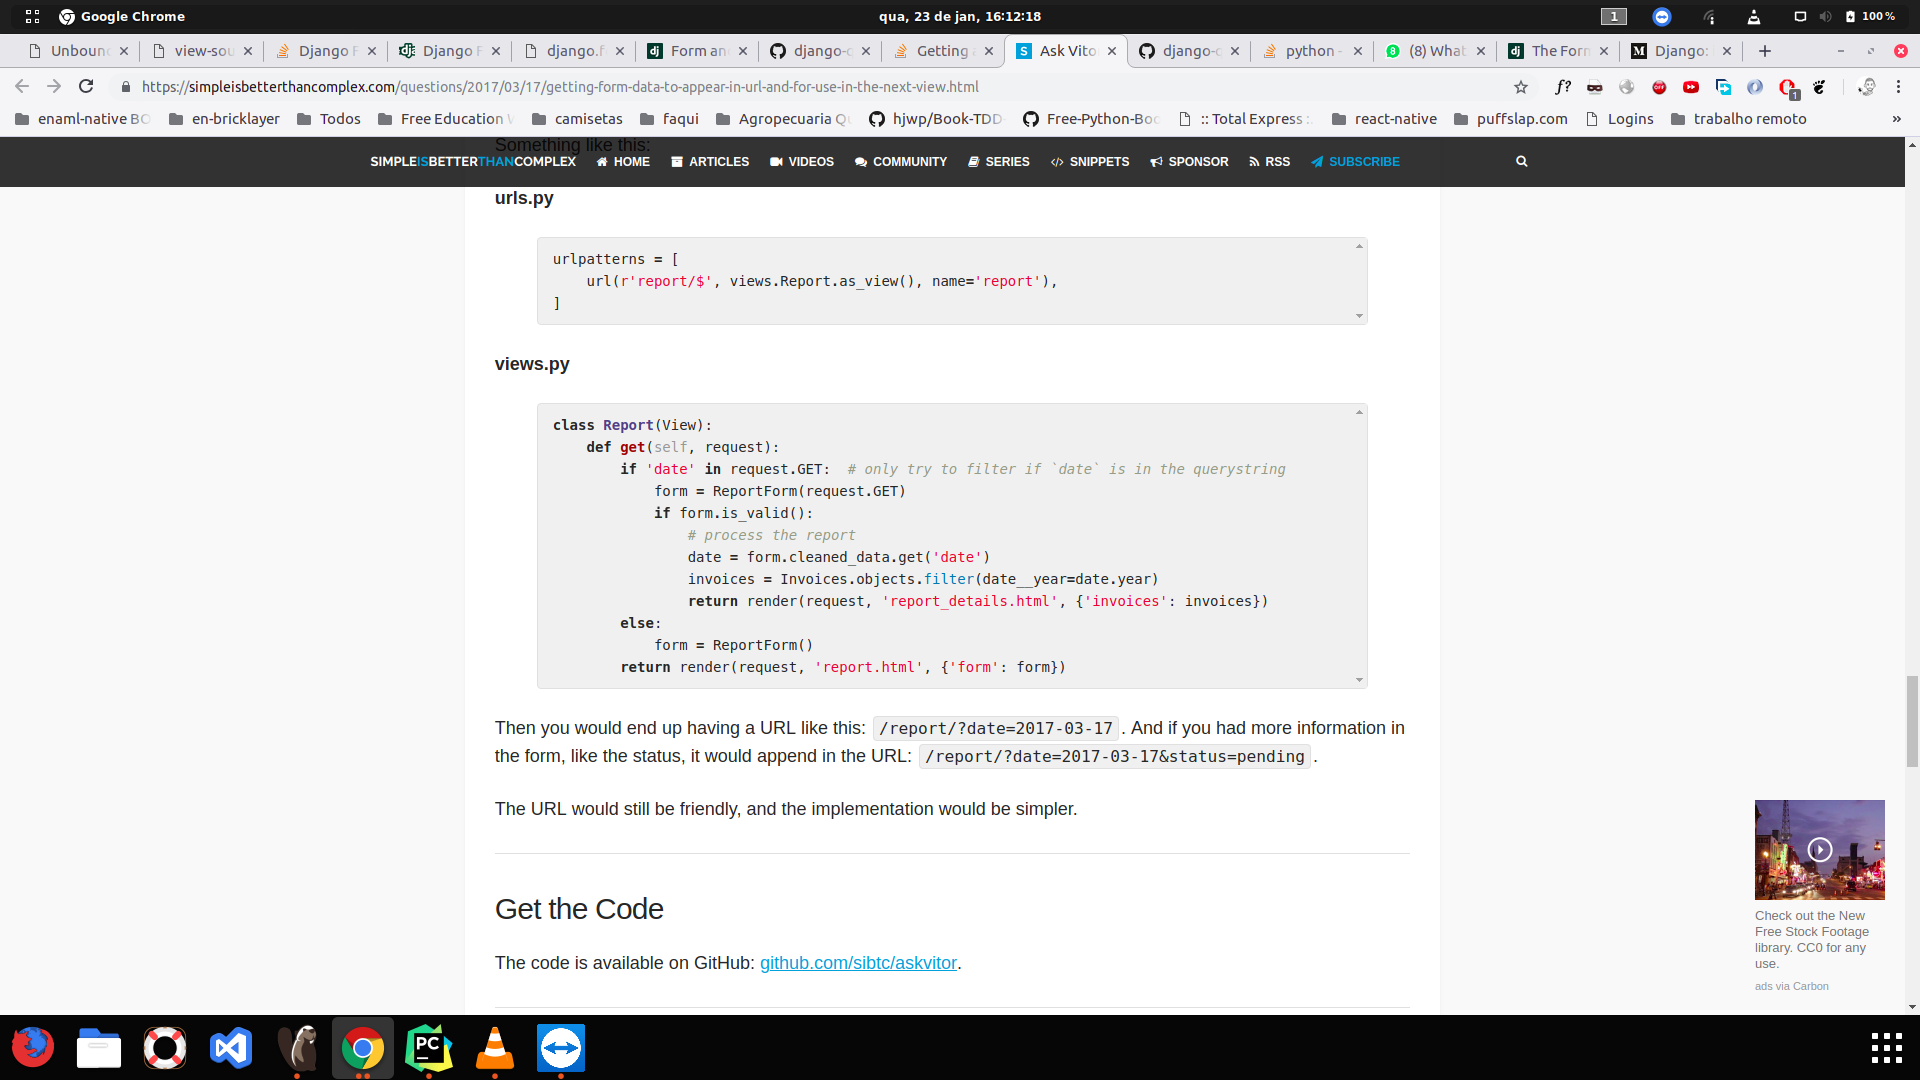 Google Chrome
qua, 23 de jan, 16:12:18
1
100 %
Unboun
view-sou
Django F
Django F
django.f
Form an
django-c
Getting a
Ask Vito
django-c
python -
(8) What
The Forn
Django:
https://simpleisbetterthancomplex.com/questions/2017/03/17/getting-form-data-to-appear-in-url-and-for-use-in-the-next-view.html
enaml-native BO
en-bricklayer
Todos
Free Education
camisetas
faqui
Agropecuaria Qu
hjwp/Book-TDD-
Free-Python-Boo
:: Total Express :.
react-native
puffslap.com
Logins
trabalho remoto
»
Something like this:
SIMPLEISBETTERTHANCOMPLEX HOME ARTICLES VIDEOS COMMUNITY SERIES SNIPPETS SPONSOR RSS SUBSCRIBE
urls.py
urlpatterns = [
    url(r'report/$', views.Report.as_view(), name='report'),
]
views.py
class Report(View):
    def get(self, request):
        if 'date' in request.GET:  # only try to filter if `date` is in the querystring
            form = ReportForm(request.GET)
            if form.is_valid():
                # process the report
                date = form.cleaned_data.get('date')
                invoices = Invoices.objects.filter(date__year=date.year)
                return render(request, 'report_details.html', {'invoices': invoices})
        else:
            form = ReportForm()
        return render(request, 'report.html', {'form': form})
Then you would end up having a URL like this: /report/?date=2017-03-17 . And if you had more information in
the form, like the status, it would append in the URL: /report/?date=2017-03-17&status=pending .
The URL would still be friendly, and the implementation would be simpler.
Get the Code
The code is available on GitHub: github.com/sibtc/askvitor.
Check out the New
Free Stock Footage
library. CC0 for any
use.
ads via Carbon